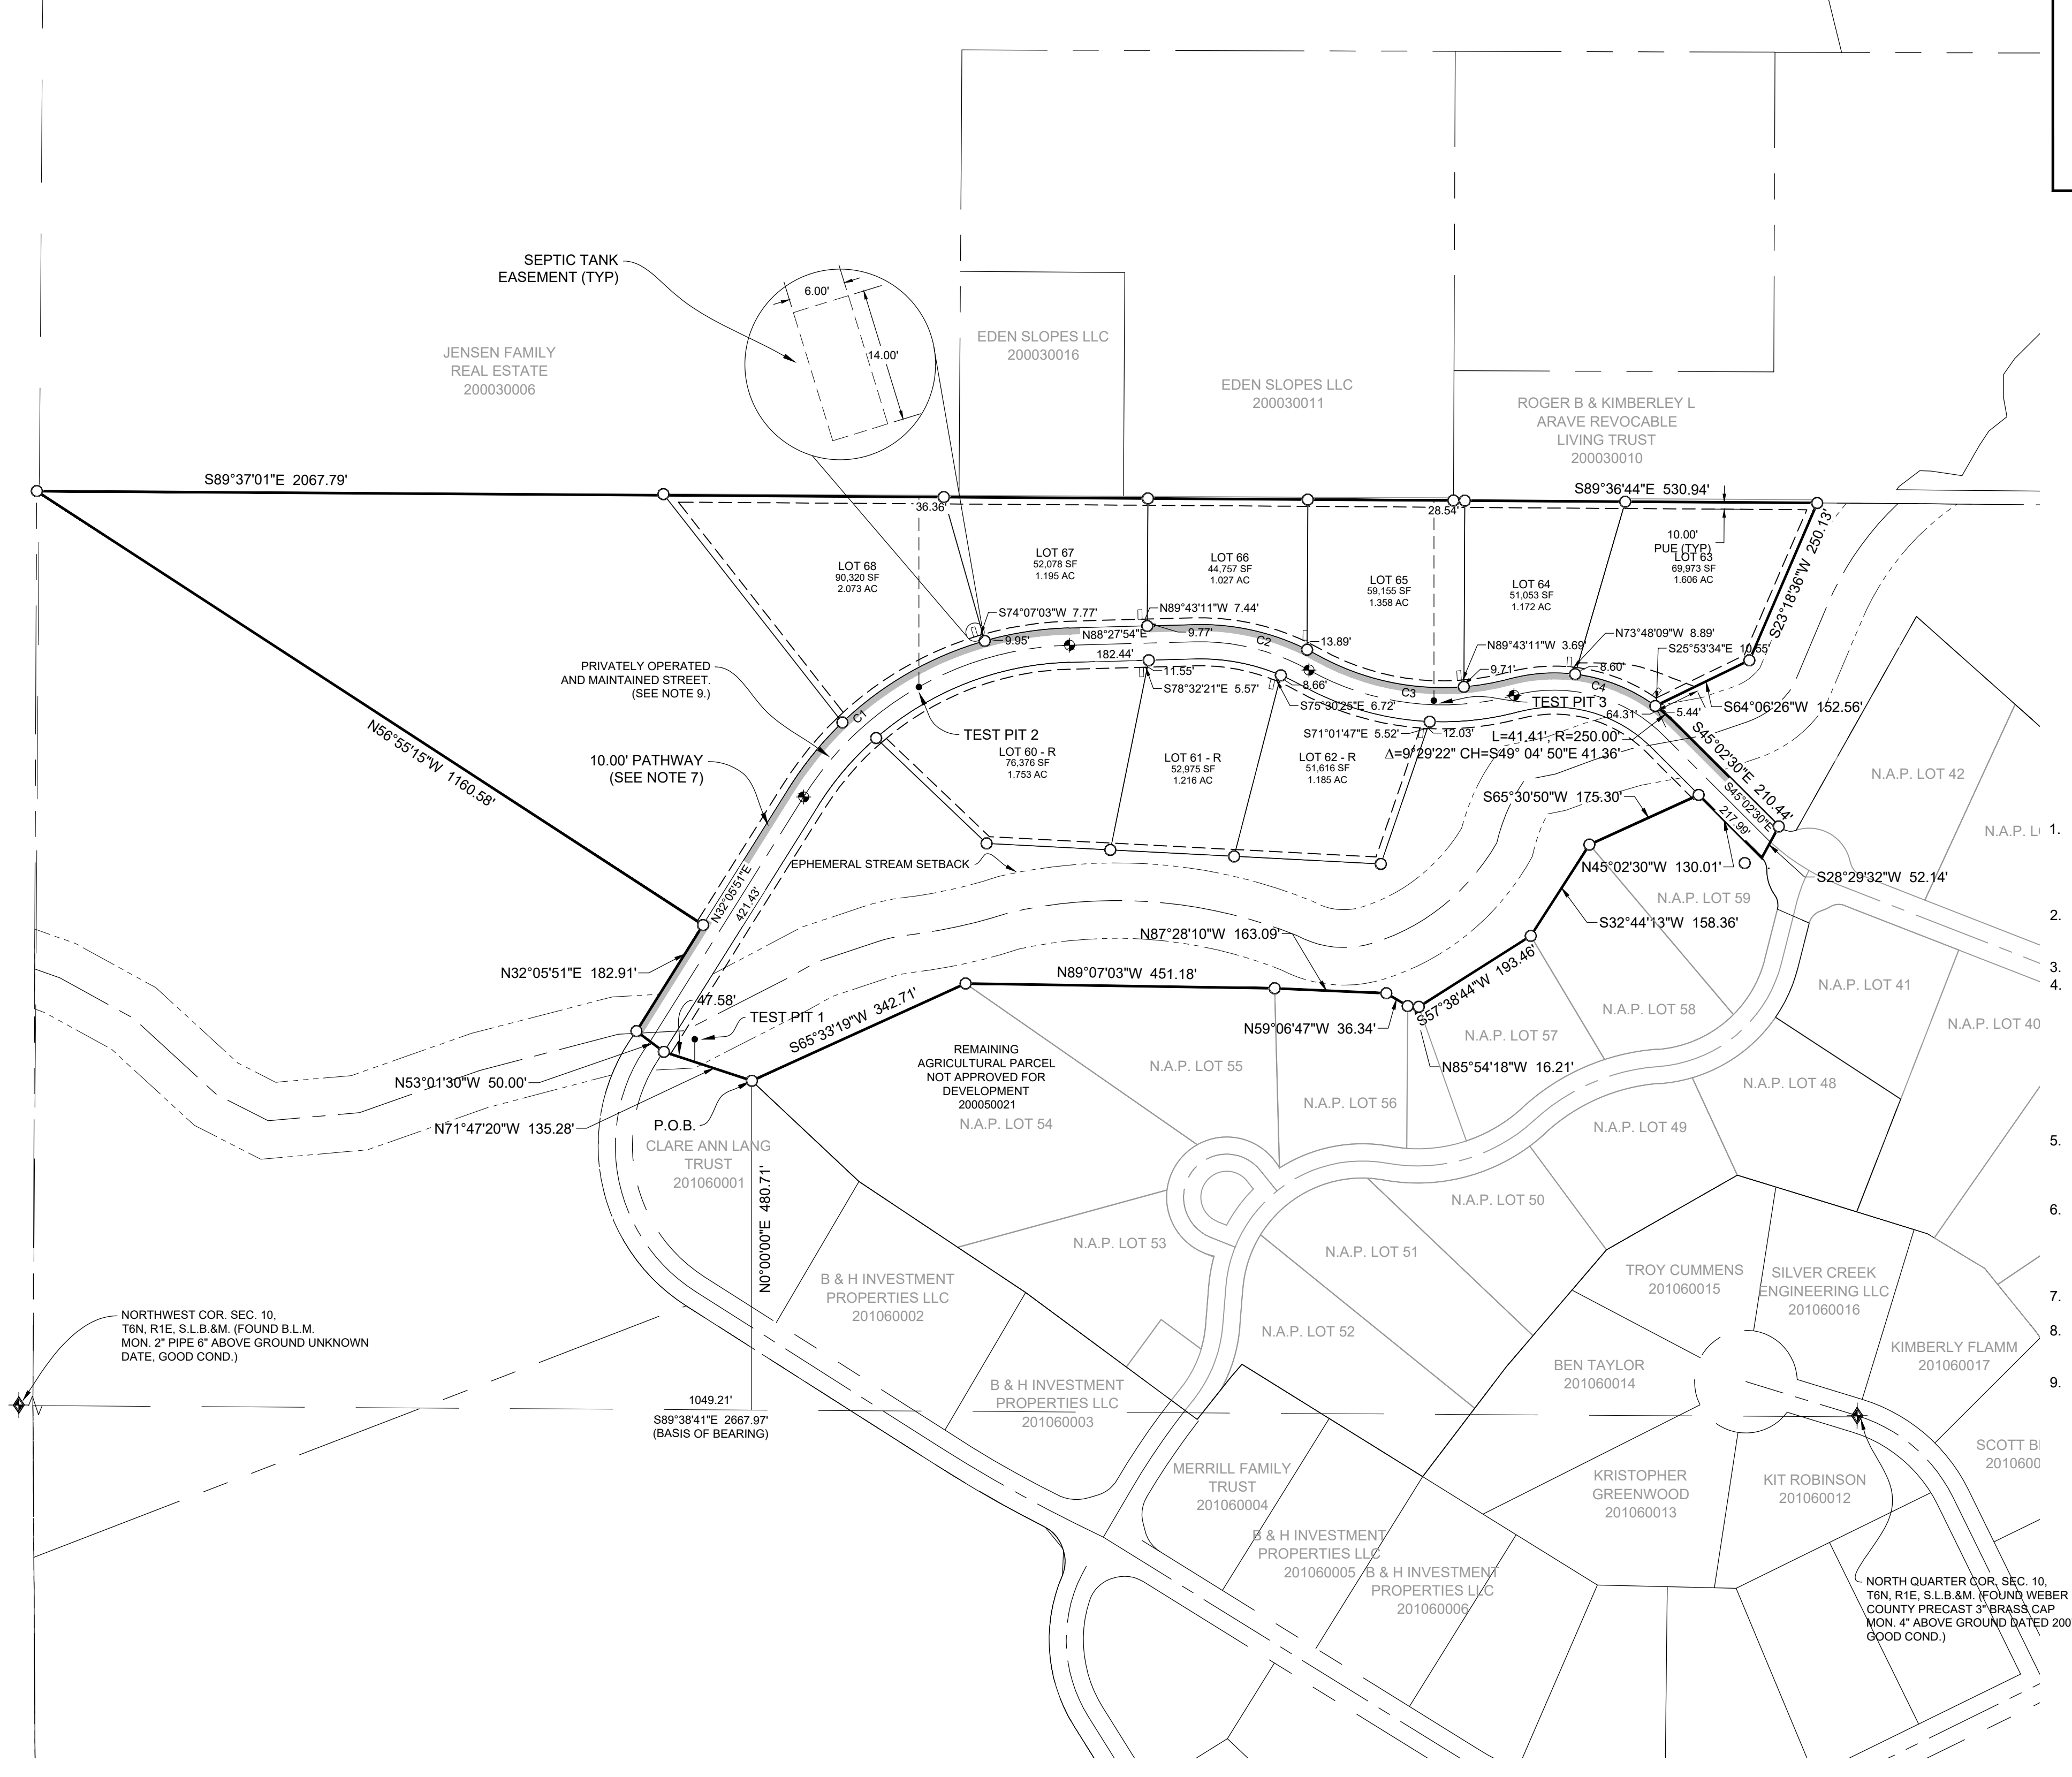 SEPTIC TANK
EASEMENT (TYP)
6.00'
14.00'
JENSEN FAMILY
REAL ESTATE
200030006
EDEN SLOPES LLC
200030016
EDEN SLOPES LLC
200030011
ROGER B & KIMBERLEY L
ARAVE REVOCABLE
LIVING TRUST
200030010
S89°37'01"E 2067.79'
S89°36'44"E 530.94'
36.36'
28.54'
10.00'
PUE (TYP)
S23°18'36"W 250.13'
LOT 68
90,320 SF
2.073 AC
LOT 67
52,078 SF
1.195 AC
LOT 66
44,757 SF
1.027 AC
LOT 65
59,155 SF
1.358 AC
LOT 64
51,053 SF
1.172 AC
LOT 63
69,973 SF
1.606 AC
S74°07'03"W 7.77'
9.95'
N89°43'11"W 7.44'
9.77'
N88°27'54"E
182.44'
C2
13.89'
N73°48'09"W 8.89'
N89°43'11"W 3.69'
S25°53'34"E 10.55'
9.71'
8.60'
C4
C3
11.55'
S78°32'21"E 5.57'
8.66'
S75°30'25"E 6.72'
TEST PIT 3
64.31'
5.44'
S64°06'26"W 152.56'
PRIVATELY OPERATED
AND MAINTAINED STREET.
(SEE NOTE 9.)
C1
TEST PIT 2
S71°01'47"E 5.52'
12.03'
L=41.41', R=250.00'
Δ=9°29'22" CH=S49° 04' 50"E 41.36'
10.00' PATHWAY
(SEE NOTE 7)
LOT 60 - R
76,376 SF
1.753 AC
LOT 61 - R
52,975 SF
1.216 AC
LOT 62 - R
51,616 SF
1.185 AC
N56°55'15"W 1160.58'
S45°02'30"E 210.44'
S45°02'30"E
217.99'
S65°30'50"W 175.30'
N.A.P. LOT 42
N.A.P. L
1.
EPHEMERAL STREAM SETBACK
N45°02'30"W 130.01'
S28°29'32"W 52.14'
N.A.P. LOT 59
2.
N32°05'51"E
421.43'
S32°44'13"W 158.36'
N87°28'10"W 163.09'
N32°05'51"E 182.91'
N89°07'03"W 451.18'
S57°38'44"W 193.46'
3.
4.
N.A.P. LOT 41
47.58'
TEST PIT 1
S65°33'19"W 342.71'
N59°06'47"W 36.34'
N.A.P. LOT 58
N.A.P. LOT 57
N.A.P. LOT 40
REMAINING
AGRICULTURAL PARCEL
NOT APPROVED FOR
DEVELOPMENT
200050021
N.A.P. LOT 54
N.A.P. LOT 55
N85°54'18"W 16.21'
N53°01'30"W 50.00'
N.A.P. LOT 56
N.A.P. LOT 48
N71°47'20"W 135.28'
P.O.B.
N.A.P. LOT 49
5.
CLARE ANN LANG
TRUST
201060001
N0°00'00"E 480.71'
N.A.P. LOT 50
6.
N.A.P. LOT 53
N.A.P. LOT 51
B & H INVESTMENT
PROPERTIES LLC
201060002
TROY CUMMENS
201060015
SILVER CREEK
ENGINEERING LLC
201060016
7.
NORTHWEST COR. SEC. 10,
T6N, R1E, S.L.B.&M. (FOUND B.L.M.
MON. 2" PIPE 6" ABOVE GROUND UNKNOWN
DATE, GOOD COND.)
N.A.P. LOT 52
8.
KIMBERLY FLAMM
201060017
BEN TAYLOR
201060014
9.
B & H INVESTMENT
PROPERTIES LLC
201060003
1049.21'
S89°38'41"E 2667.97'
(BASIS OF BEARING)
MERRILL FAMILY
TRUST
201060004
KRISTOPHER
GREENWOOD
201060013
KIT ROBINSON
201060012
SCOTT B
201060
B & H INVESTMENT
PROPERTIES LLC
201060005
B & H INVESTMENT
PROPERTIES LLC
201060006
NORTH QUARTER COR, SEC. 10,
T6N, R1E, S.L.B.&M. (FOUND WEBER
COUNTY PRECAST 3" BRASS CAP
MON. 4" ABOVE GROUND DATED 200
GOOD COND.)